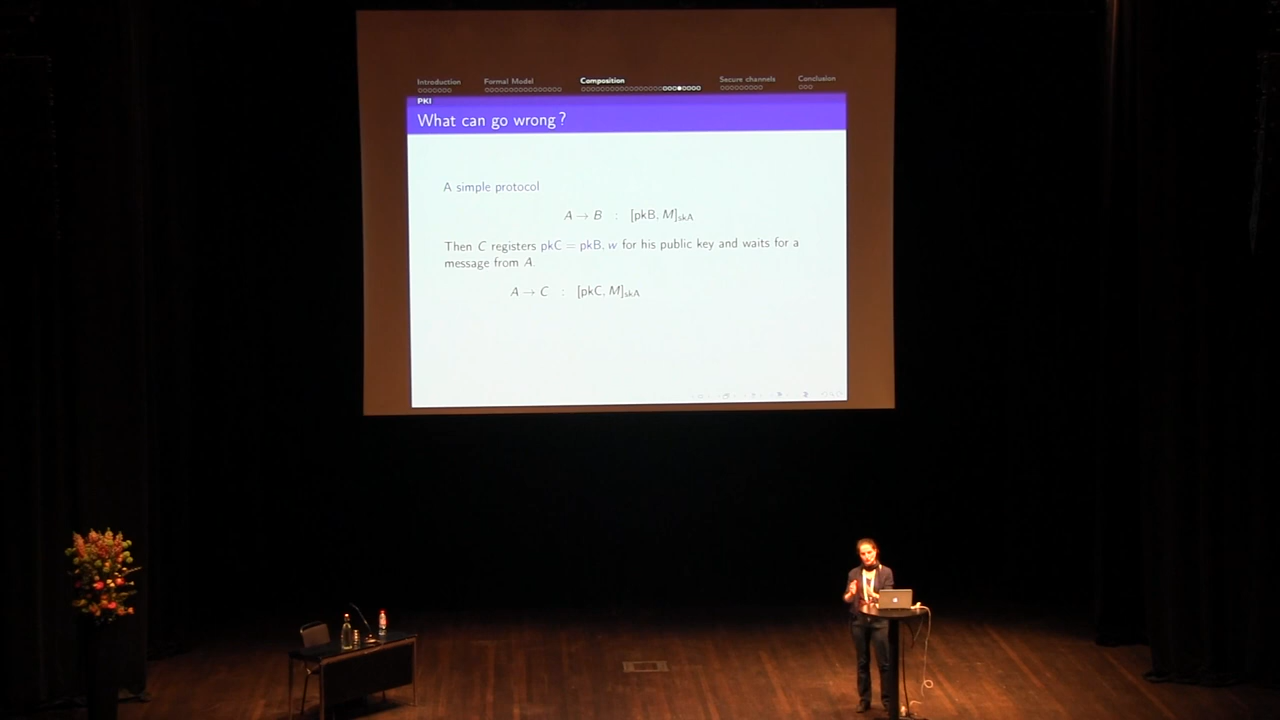 Introduction Formal Model Composition Secure channels Conclusion
PKI
What can go wrong ?
A simple protocol
A → B : [pkB, M]skA
Then C registers pkC = pkB, w for his public key and waits for a
message from A.
A → C : [pkC, M]skA